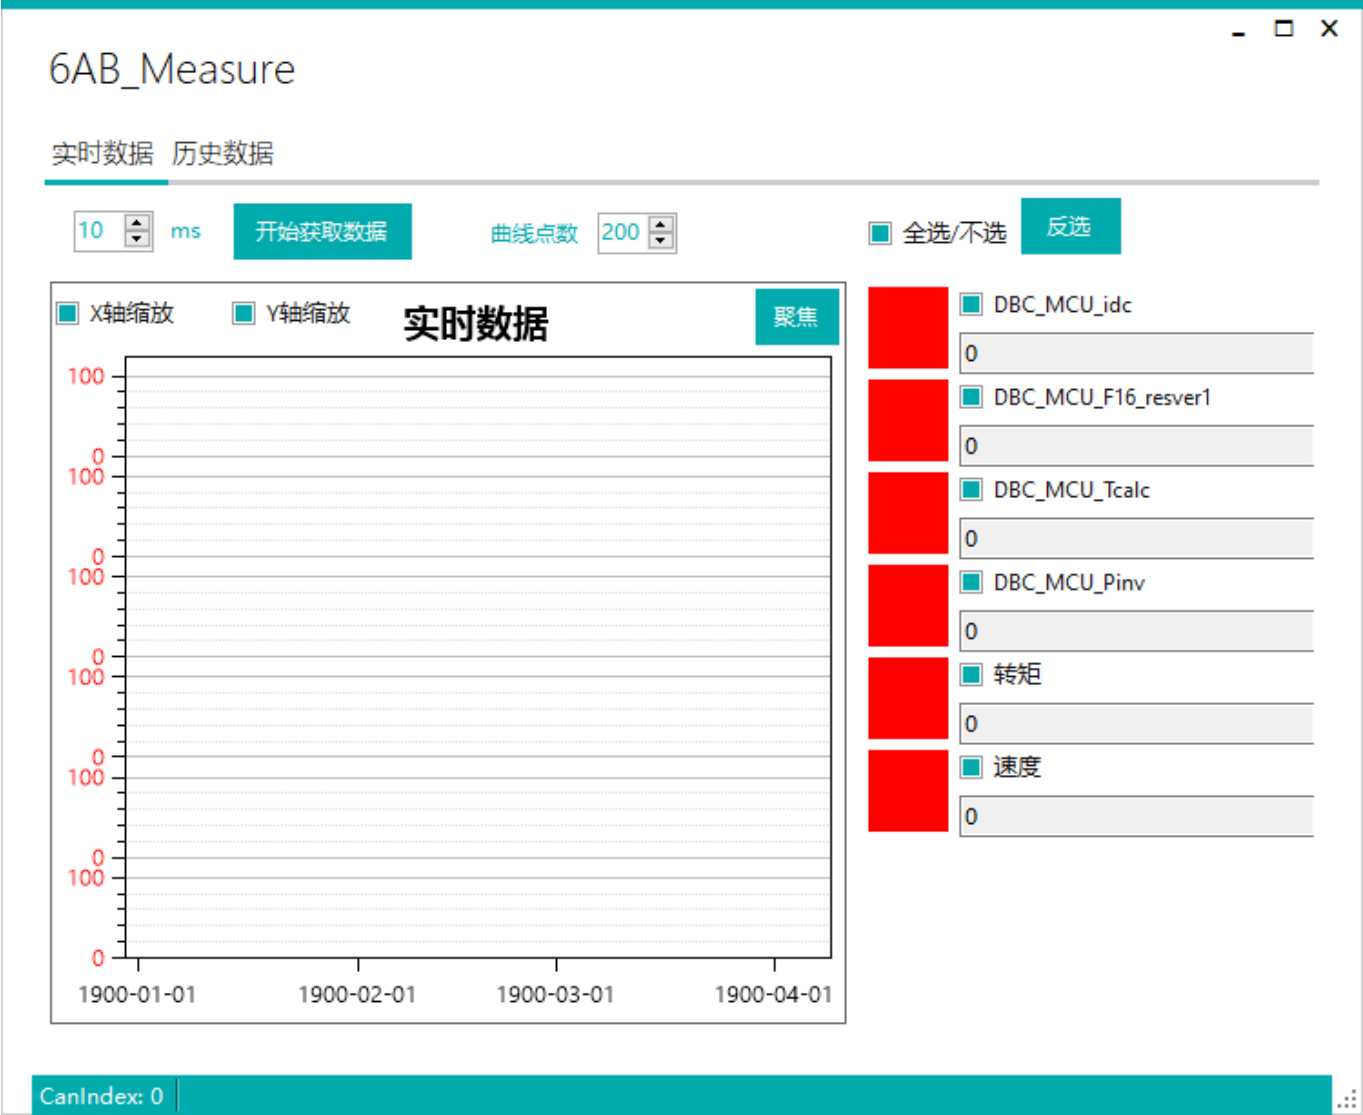 6AB_Measure
实时数据 历史数据
10 ms 开始获取数据 曲线点数 200 全选/不选 反选
X轴缩放 Y轴缩放 实时数据 聚焦
100
0
100
0
100
0
100
0
100
0
100
0
1900-01-01 1900-02-01 1900-03-01 1900-04-01
DBC_MCU_idc
0
DBC_MCU_F16_resver1
0
DBC_MCU_Tcalc
0
DBC_MCU_Pinv
0
转矩
0
速度
0
CanIndex: 0